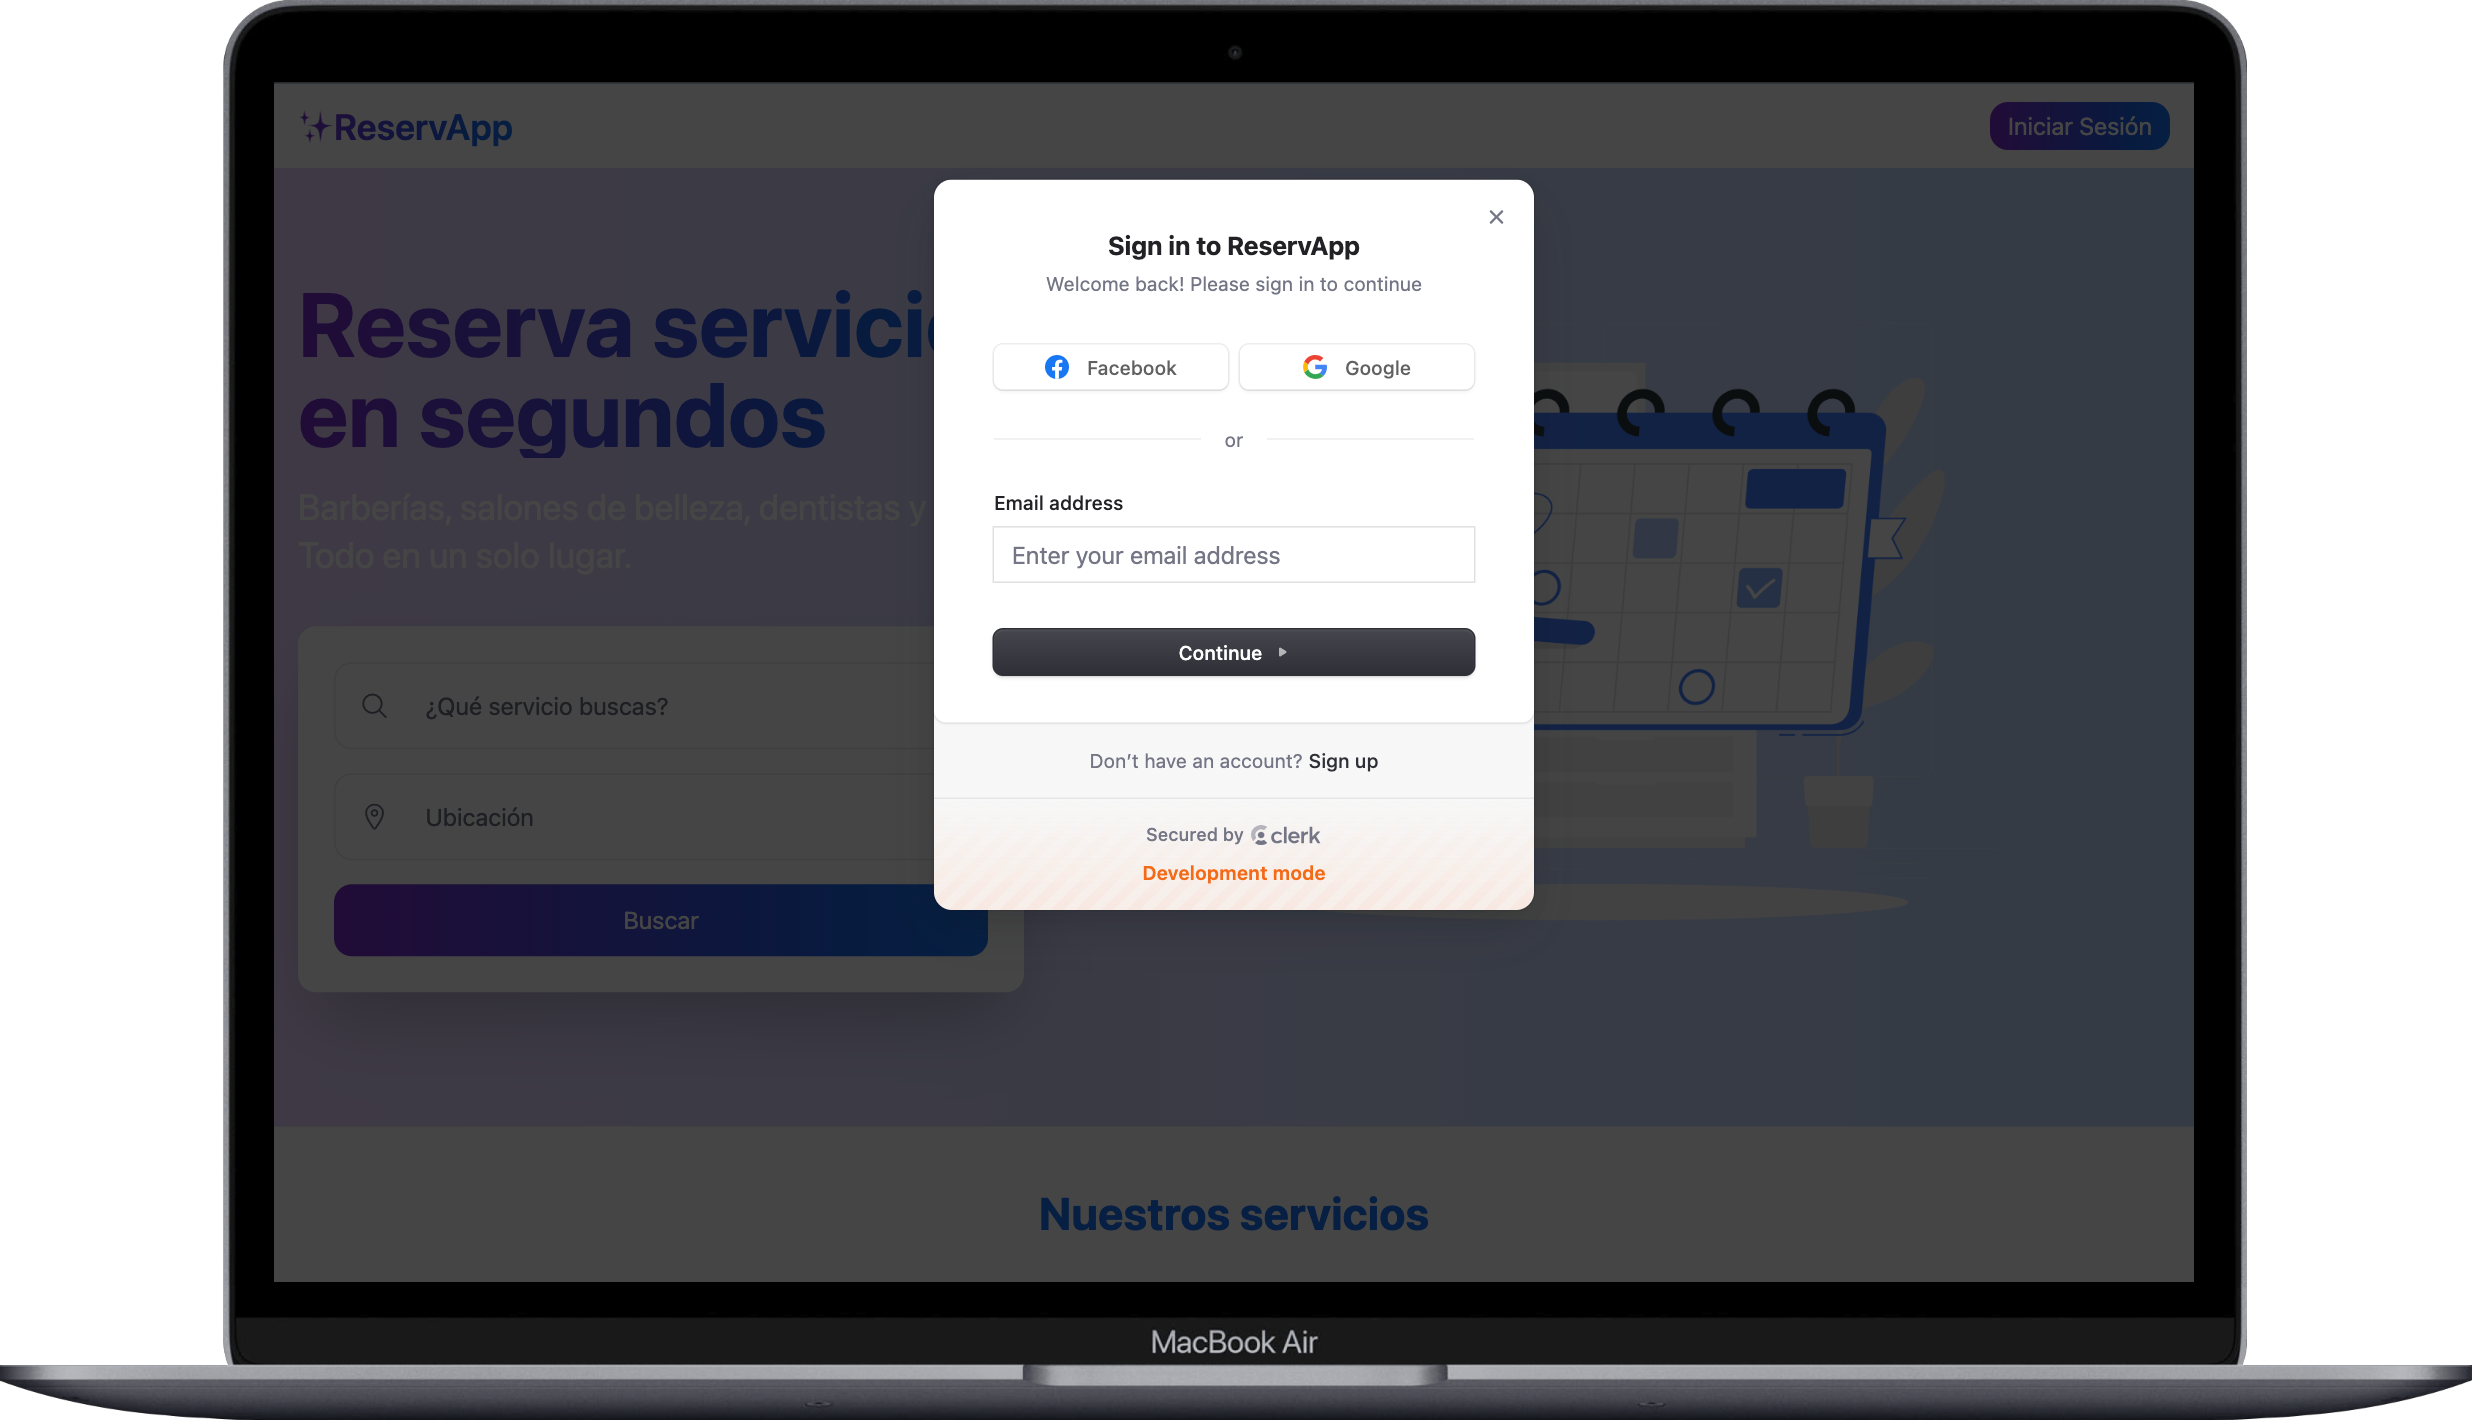 ReservApp
Iniciar Sesión
Reserva servici
en segundos
Barberías, salones de belleza, dentistas y
Todo en un solo lugar.
¿Qué servicio buscas?
Ubicación
Buscar
Sign in to ReservApp
Welcome back! Please sign in to continue
Facebook
Google
or
Email address
Enter your email address
Continue
Don't have an account? Sign up
Secured by clerk
Development mode
Nuestros servicios
MacBook Air